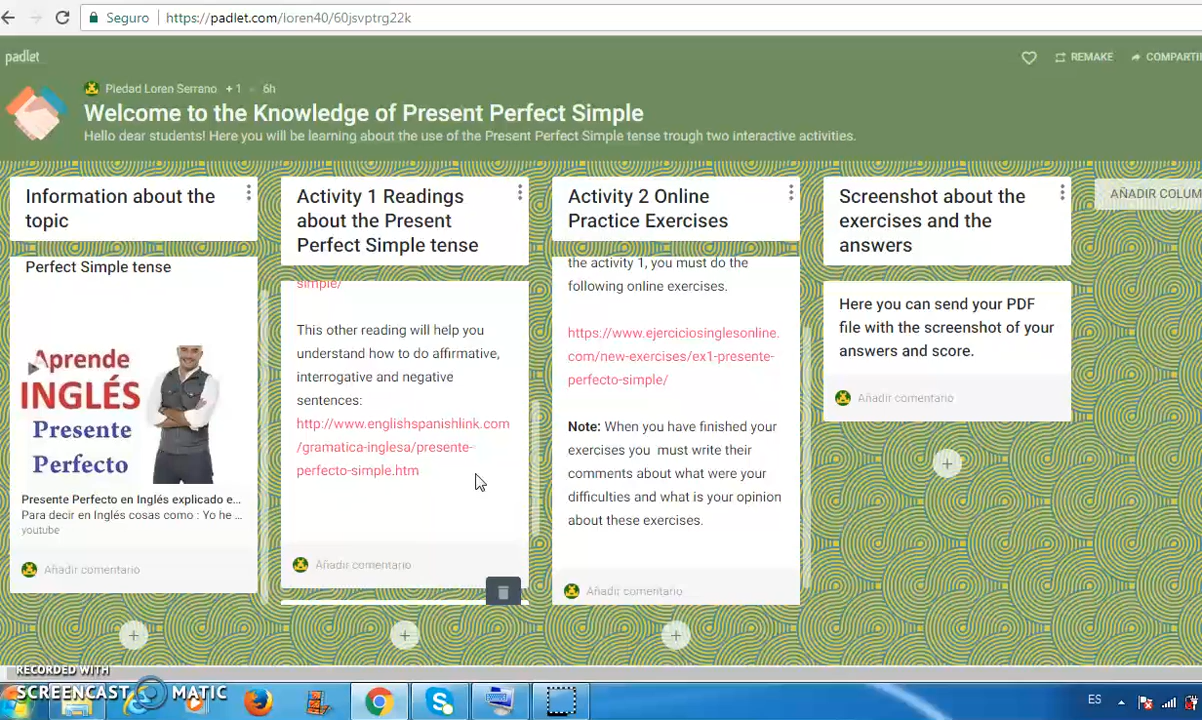 Seguro
https://padlet.com/loren40/60jsvptrg22k
padlet
REMAKE
COMPARTI
Piedad Loren Serrano +1 6h
Welcome to the Knowledge of Present Perfect Simple
Hello dear students! Here you will be learning about the use of the Present Perfect Simple tense trough two interactive activities.
Information about the
topic
Perfect Simple tense
Aprende
INGLÉS
Presente
Perfecto
Presente Perfecto en Inglés explicado e...
Para decir en Inglés cosas como : Yo he ...
youtube
Añadir comentario
Activity 1 Readings
about the Present
Perfect Simple tense
simple/
This other reading will help you
understand how to do affirmative,
interrogative and negative
sentences:
http://www.englishspanishlink.com
/gramatica-inglesa/presente-
perfecto-simple.htm
Añadir comentario
Activity 2 Online
Practice Exercises
the activity 1, you must do the
following online exercises.
https://www.ejerciciosinglesonline.
com/new-exercises/ex1-presente-
perfecto-simple/
Note: When you have finished your
exercises you must write their
comments about what were your
difficulties and what is your opinion
about these exercises.
Añadir comentario
Screenshot about the
exercises and the
answers
Here you can send your PDF
file with the screenshot of your
answers and score.
Añadir comentario
AÑADIR COLUM
RECORDED WITH
SCREENCAST MATIC
ES